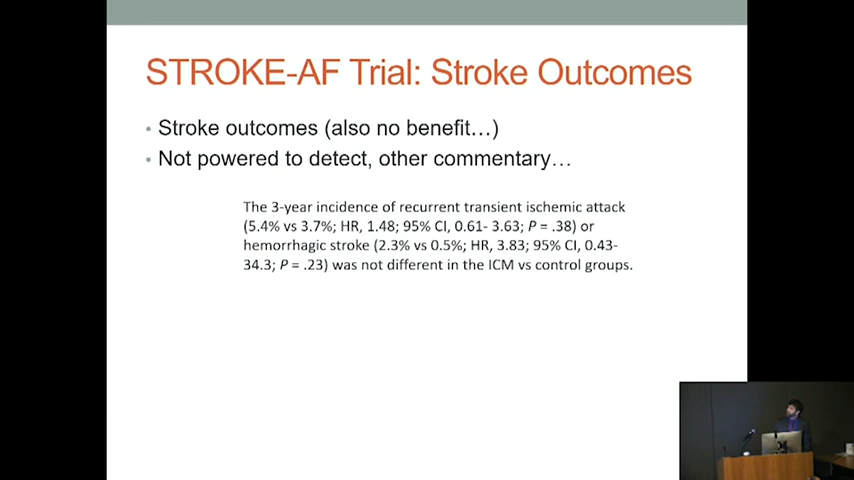 STROKE-AF Trial: Stroke Outcomes
• Stroke outcomes (also no benefit…)
• Not powered to detect, other commentary…
The 3-year incidence of recurrent transient ischemic attack
(5.4% vs 3.7%; HR, 1.48; 95% CI, 0.61- 3.63; P = .38) or
hemorrhagic stroke (2.3% vs 0.5%; HR, 3.83; 95% CI, 0.43-
34.3; P = .23) was not different in the ICM vs control groups.